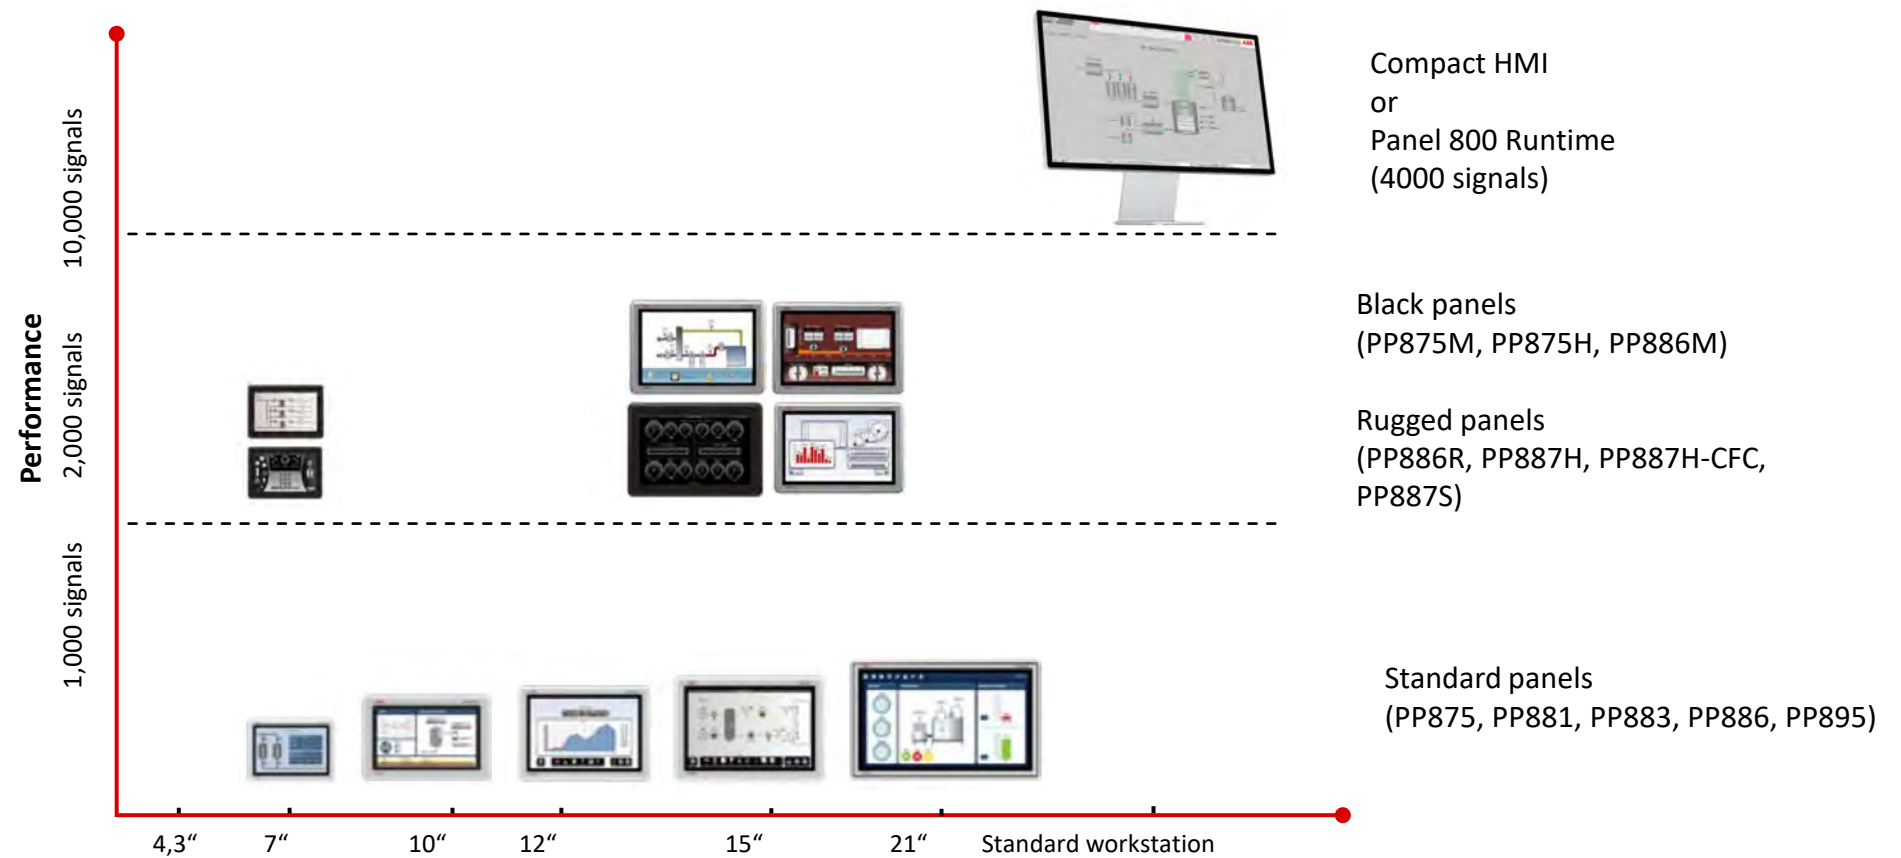 Compact HMI
or
Panel 800 Runtime
(4000 signals)
10,000 signals
Black panels
(PP875M, PP875H, PP886M)
Performance
2,000 signals
Rugged panels
(PP886R, PP887H, PP887H-CFC,
PP887S)
1,000 signals
Standard panels
(PP875, PP881, PP883, PP886, PP895)
4,3“
7“
10“
12“
15“
21“
Standard workstation